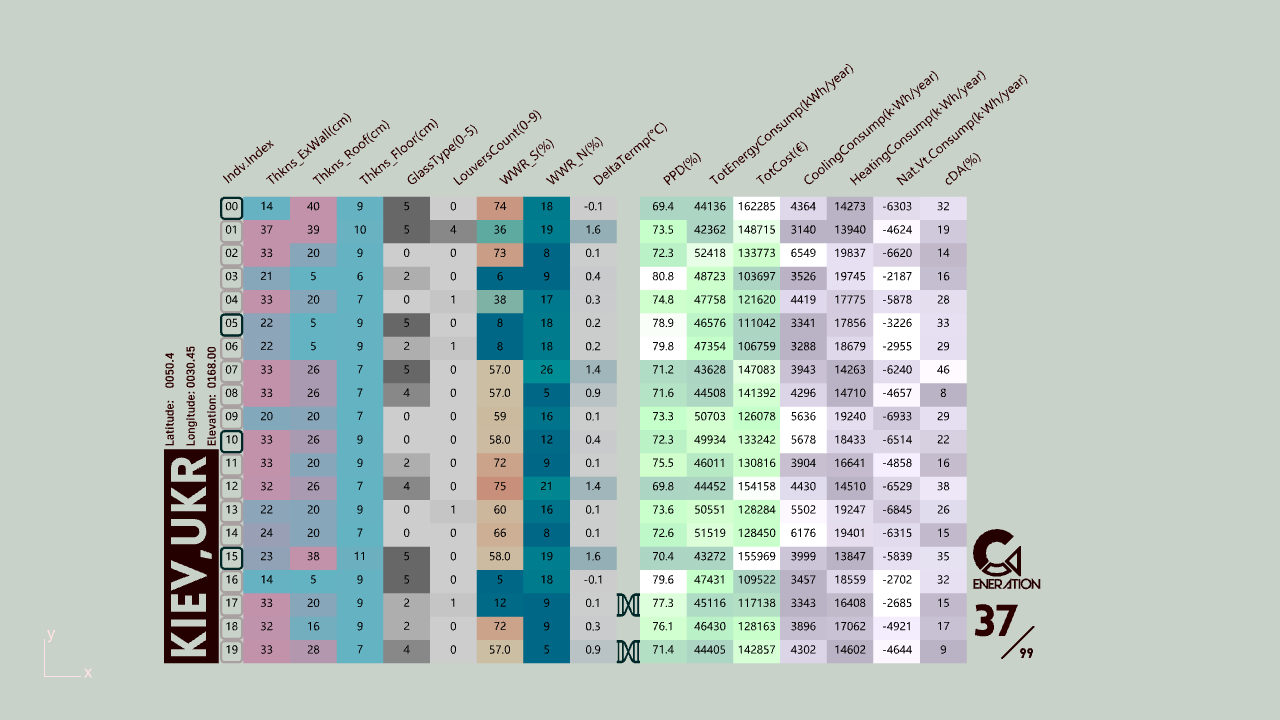 Indv.Index Thkns_ExWall(cm) Thkns_Roof(cm) Thkns_Floor(cm) GlassType(0-5) LouversCount(0-9) WWR_S(%) WWR_N(%) DeltaTermp(°C) PPD(%) TotEnergyConsump(kWh/year) TotCost(€) CoolingConsump(k·Wh/year) HeatingConsump(k·Wh/year) Nat.Vt.Consump(k·Wh/year) cDA(%)
00 14 40 9 5 0 74 18 -0.1 69.4 44136 162285 4364 14273 -6303 32
01 37 39 10 5 4 36 19 1.6 73.5 42362 148715 3140 13940 -4624 19
02 33 20 9 0 0 73 8 0.1 72.3 52418 133773 6549 19837 -6620 14
03 21 5 6 2 0 6 9 0.4 80.8 48723 103697 3526 19745 -2187 16
04 33 20 7 0 1 38 17 0.3 74.8 47758 121620 4419 17775 -5878 28
05 22 5 9 5 0 8 18 0.2 78.9 46576 111042 3341 17856 -3226 33
06 22 5 9 2 1 8 18 0.2 79.8 47354 106759 3288 18679 -2955 29
07 33 26 7 5 0 57.0 26 1.4 71.2 43628 147083 3943 14263 -6240 46
08 33 26 7 4 0 57.0 5 0.9 71.6 44508 141392 4296 14710 -4657 8
09 20 20 7 0 0 59 16 0.1 73.3 50703 126078 5636 19240 -6933 29
10 33 26 9 0 0 58.0 12 0.4 72.3 49934 133242 5678 18433 -6514 22
11 33 20 9 2 0 72 9 0.1 75.5 46011 130816 3904 16641 -4858 16
12 32 26 7 4 0 75 21 1.4 69.8 44452 154158 4430 14510 -6529 38
13 22 20 9 0 1 60 16 0.1 73.6 50551 128284 5502 19247 -6845 26
14 24 20 7 0 0 66 8 0.1 72.6 51519 128450 6176 19401 -6315 15
15 23 38 11 5 0 58.0 19 1.6 70.4 43272 155969 3999 13847 -5839 35
16 14 5 9 5 0 5 18 -0.1 79.6 47431 109522 3457 18559 -2702 32
17 33 20 9 2 1 12 9 0.1 77.3 45116 117138 3343 16408 -2685 15
18 32 16 9 2 0 72 9 0.3 76.1 46430 128163 3896 17062 -4921 17
19 33 28 7 4 0 57.0 5 0.9 71.4 44405 142857 4302 14602 -4644 9
Latitude: 0050.4
Longitude: 0030.45
Elevation: 0168.00
KIEV,UKR
GENERATION
37/99
y
x